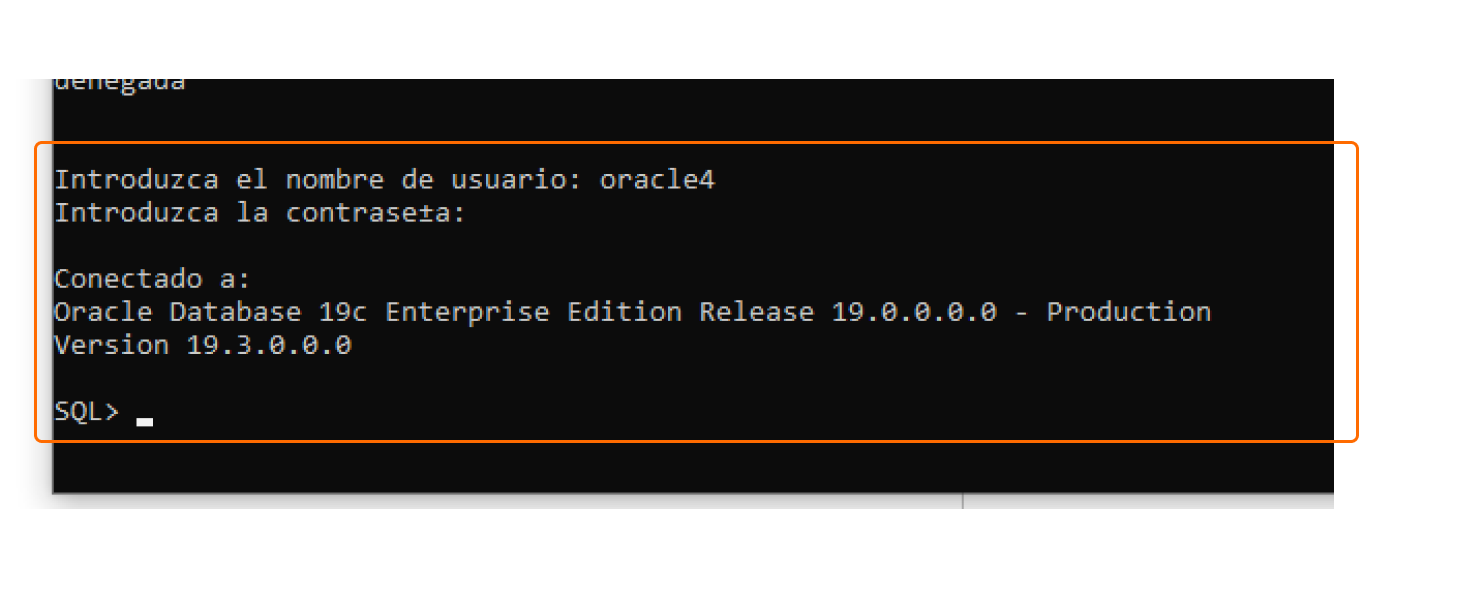 denegada
Introduzca el nombre de usuario: oracle4
Introduzca la contrase±a:
Conectado a:
Oracle Database 19c Enterprise Edition Release 19.0.0.0.0 - Production
Version 19.3.0.0.0
SQL>